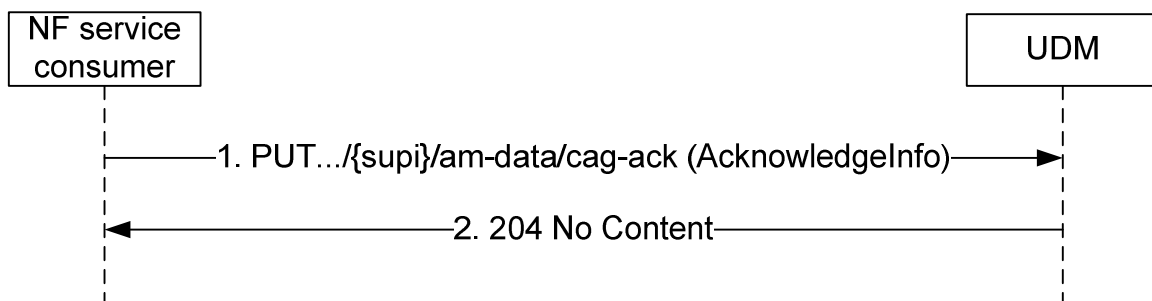 NF service
consumer
UDM
1. PUT.../{supi}/am-data/cag-ack (AcknowledgeInfo)
2. 204 No Content